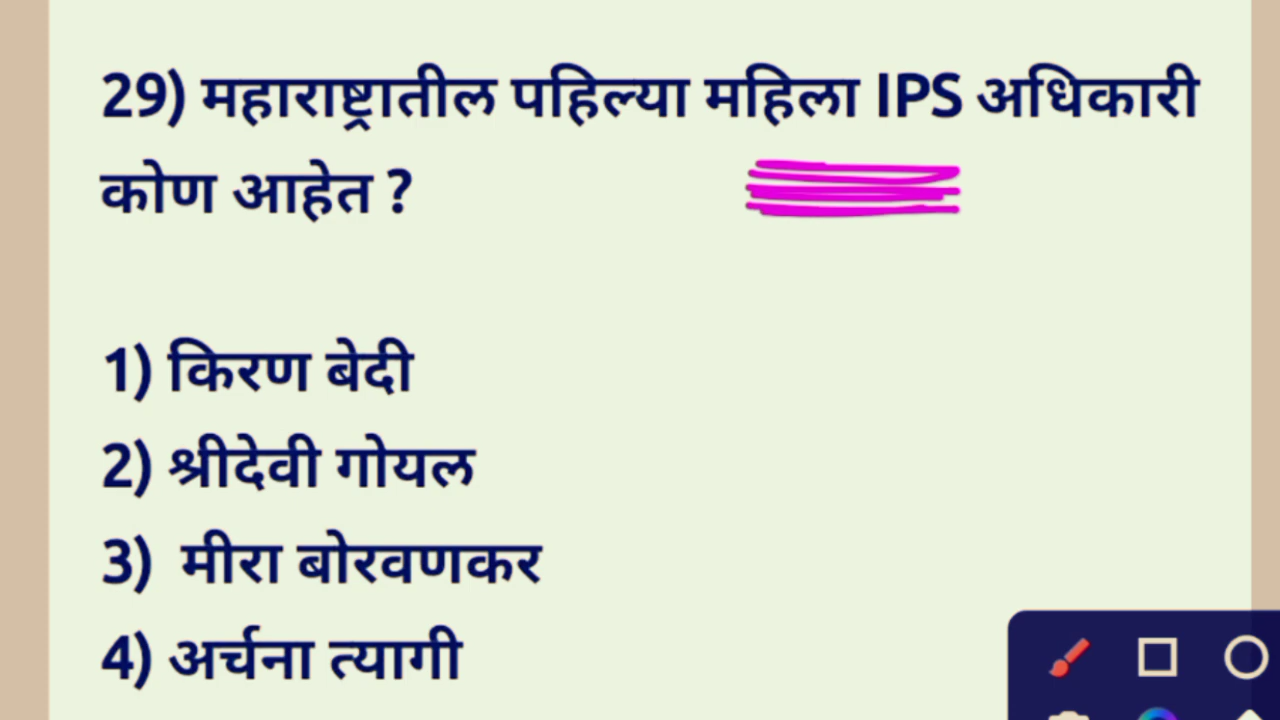 29) महाराष्ट्रातील पहिल्या महिला IPS अधिकारी
कोण आहेत ?
1) किरण बेदी
2) श्रीदेवी गोयल
3) मीरा बोरवणकर
4) अर्चना त्यागी